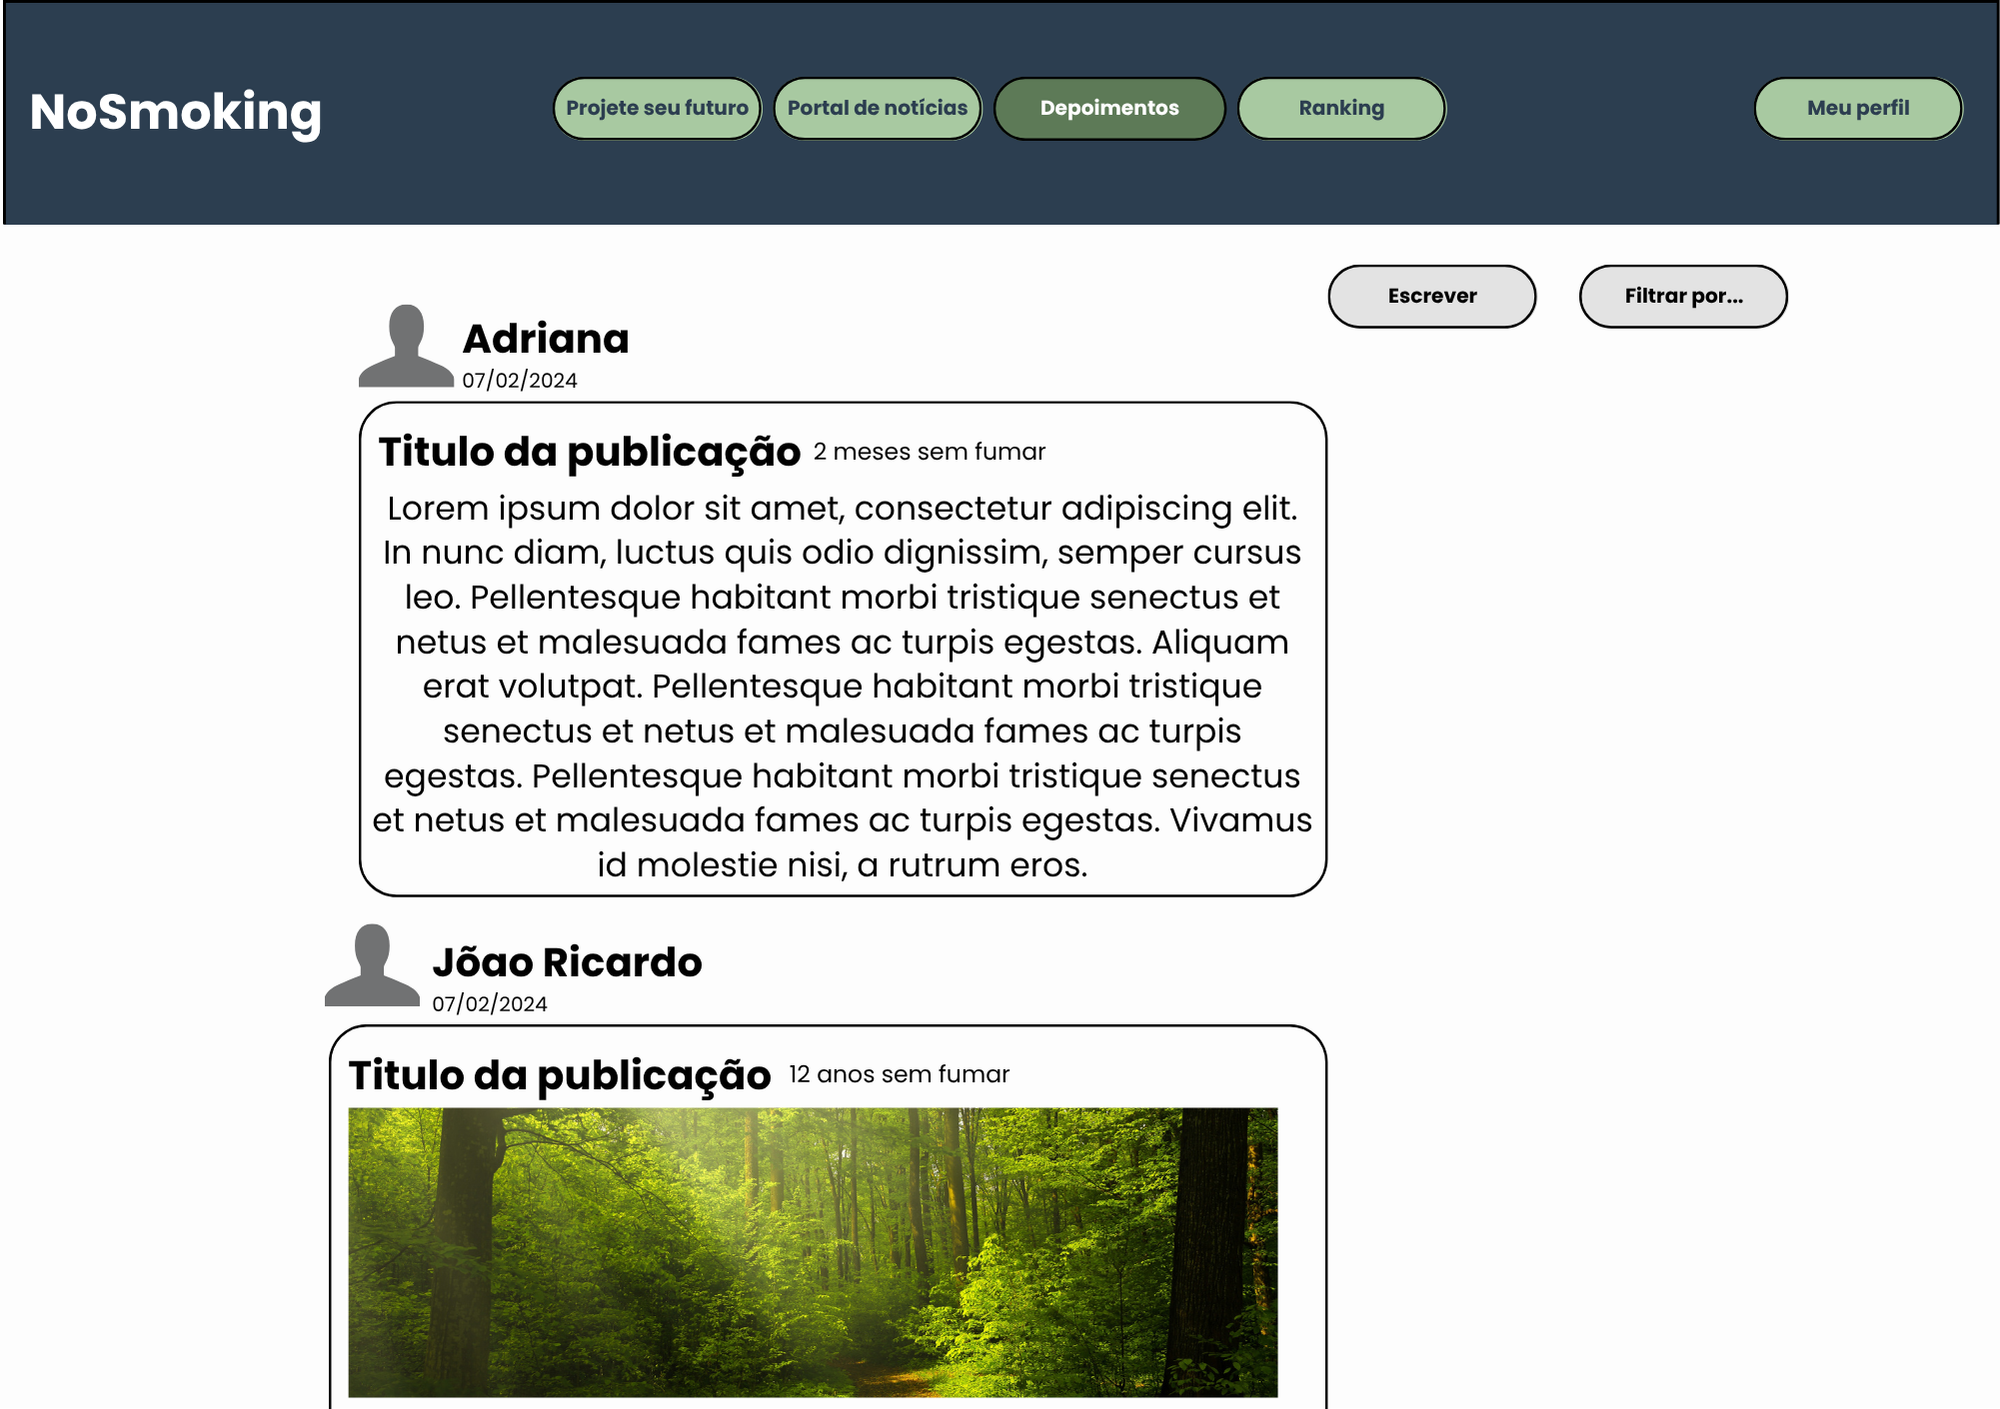 NoSmoking
Projete seu futuro
Portal de notícias
Depoimentos
Ranking
Meu perfil
Escrever
Filtrar por...
Adriana
07/02/2024
Titulo da publicação 2 meses sem fumar
Lorem ipsum dolor sit amet, consectetur adipiscing elit.
In nunc diam, luctus quis odio dignissim, semper cursus
leo. Pellentesque habitant morbi tristique senectus et
netus et malesuada fames ac turpis egestas. Aliquam
erat volutpat. Pellentesque habitant morbi tristique
senectus et netus et malesuada fames ac turpis
egestas. Pellentesque habitant morbi tristique senectus
et netus et malesuada fames ac turpis egestas. Vivamus
id molestie nisi, a rutrum eros.
Jõao Ricardo
07/02/2024
Titulo da publicação 12 anos sem fumar